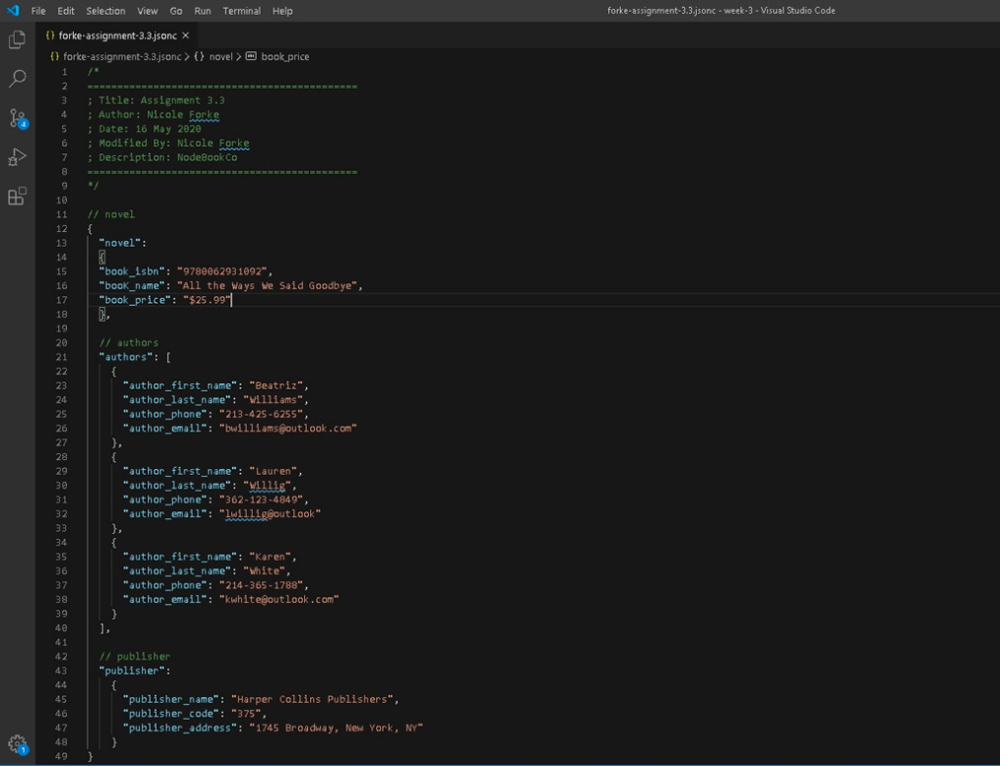 File Edit Selection View Go Run Terminal Help forke-assignment-3.3.jsonc - week-3 - Visual Studio Code
{} forke-assignment-3.3.jsonc ×
{} forke-assignment-3.3.jsonc > {} novel > book_price
1 /*
2 =============================================
3 ; Title: Assignment 3.3
4 ; Author: Nicole Forke
5 ; Date: 16 May 2020
6 ; Modified By: Nicole Forke
7 ; Description: NodeBookCo
8 =============================================
9 */
10
11 // novel
12 {
13 "novel":
14 {
15 "book_isbn": "9780062931092",
16 "booK_name": "All the Ways We Said Goodbye",
17 "book_price": "$25.99"
18 },
19
20 // authors
21 "authors": [
22 {
23 "author_first_name": "Beatriz",
24 "author_last_name": "Williams",
25 "author_phone": "213-425-6255",
26 "author_email": "bwilliams@outlook.com"
27 },
28 {
29 "author_first_name": "Lauren",
30 "author_last_name": "Willig",
31 "author_phone": "362-123-4849",
32 "author_email": "lwillig@outlook"
33 },
34 {
35 "author_first_name": "Karen",
36 "author_last_name": "White",
37 "author_phone": "214-365-1788",
38 "author_email": "kwhite@outlook.com"
39 }
40 ],
41
42 // publisher
43 "publisher":
44 {
45 "publisher_name": "Harper Collins Publishers",
46 "publisher_code": "375",
47 "publisher_address": "1745 Broadway, New York, NY"
48 }
49 }
4
1